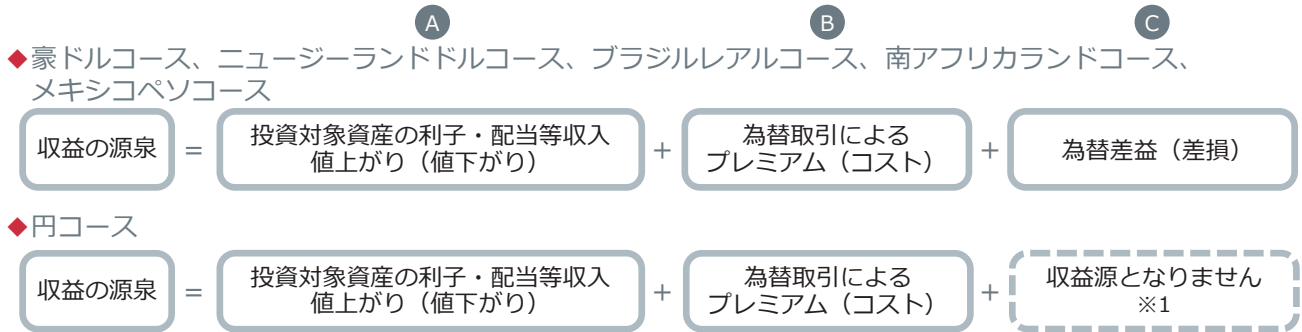 A B C
◆豪ドルコース、ニュージーランドドルコース、ブラジルレアルコース、南アフリカランドコース、
メキシコペソコース
収益の源泉 = 投資対象資産の利子・配当等収入 + 為替取引による + 為替差益（差損）
値上がり（値下がり） プレミアム（コスト）
◆円コース
収益の源泉 = 投資対象資産の利子・配当等収入 + 為替取引による + 収益源となりません
値上がり（値下がり） プレミアム（コスト） ※1